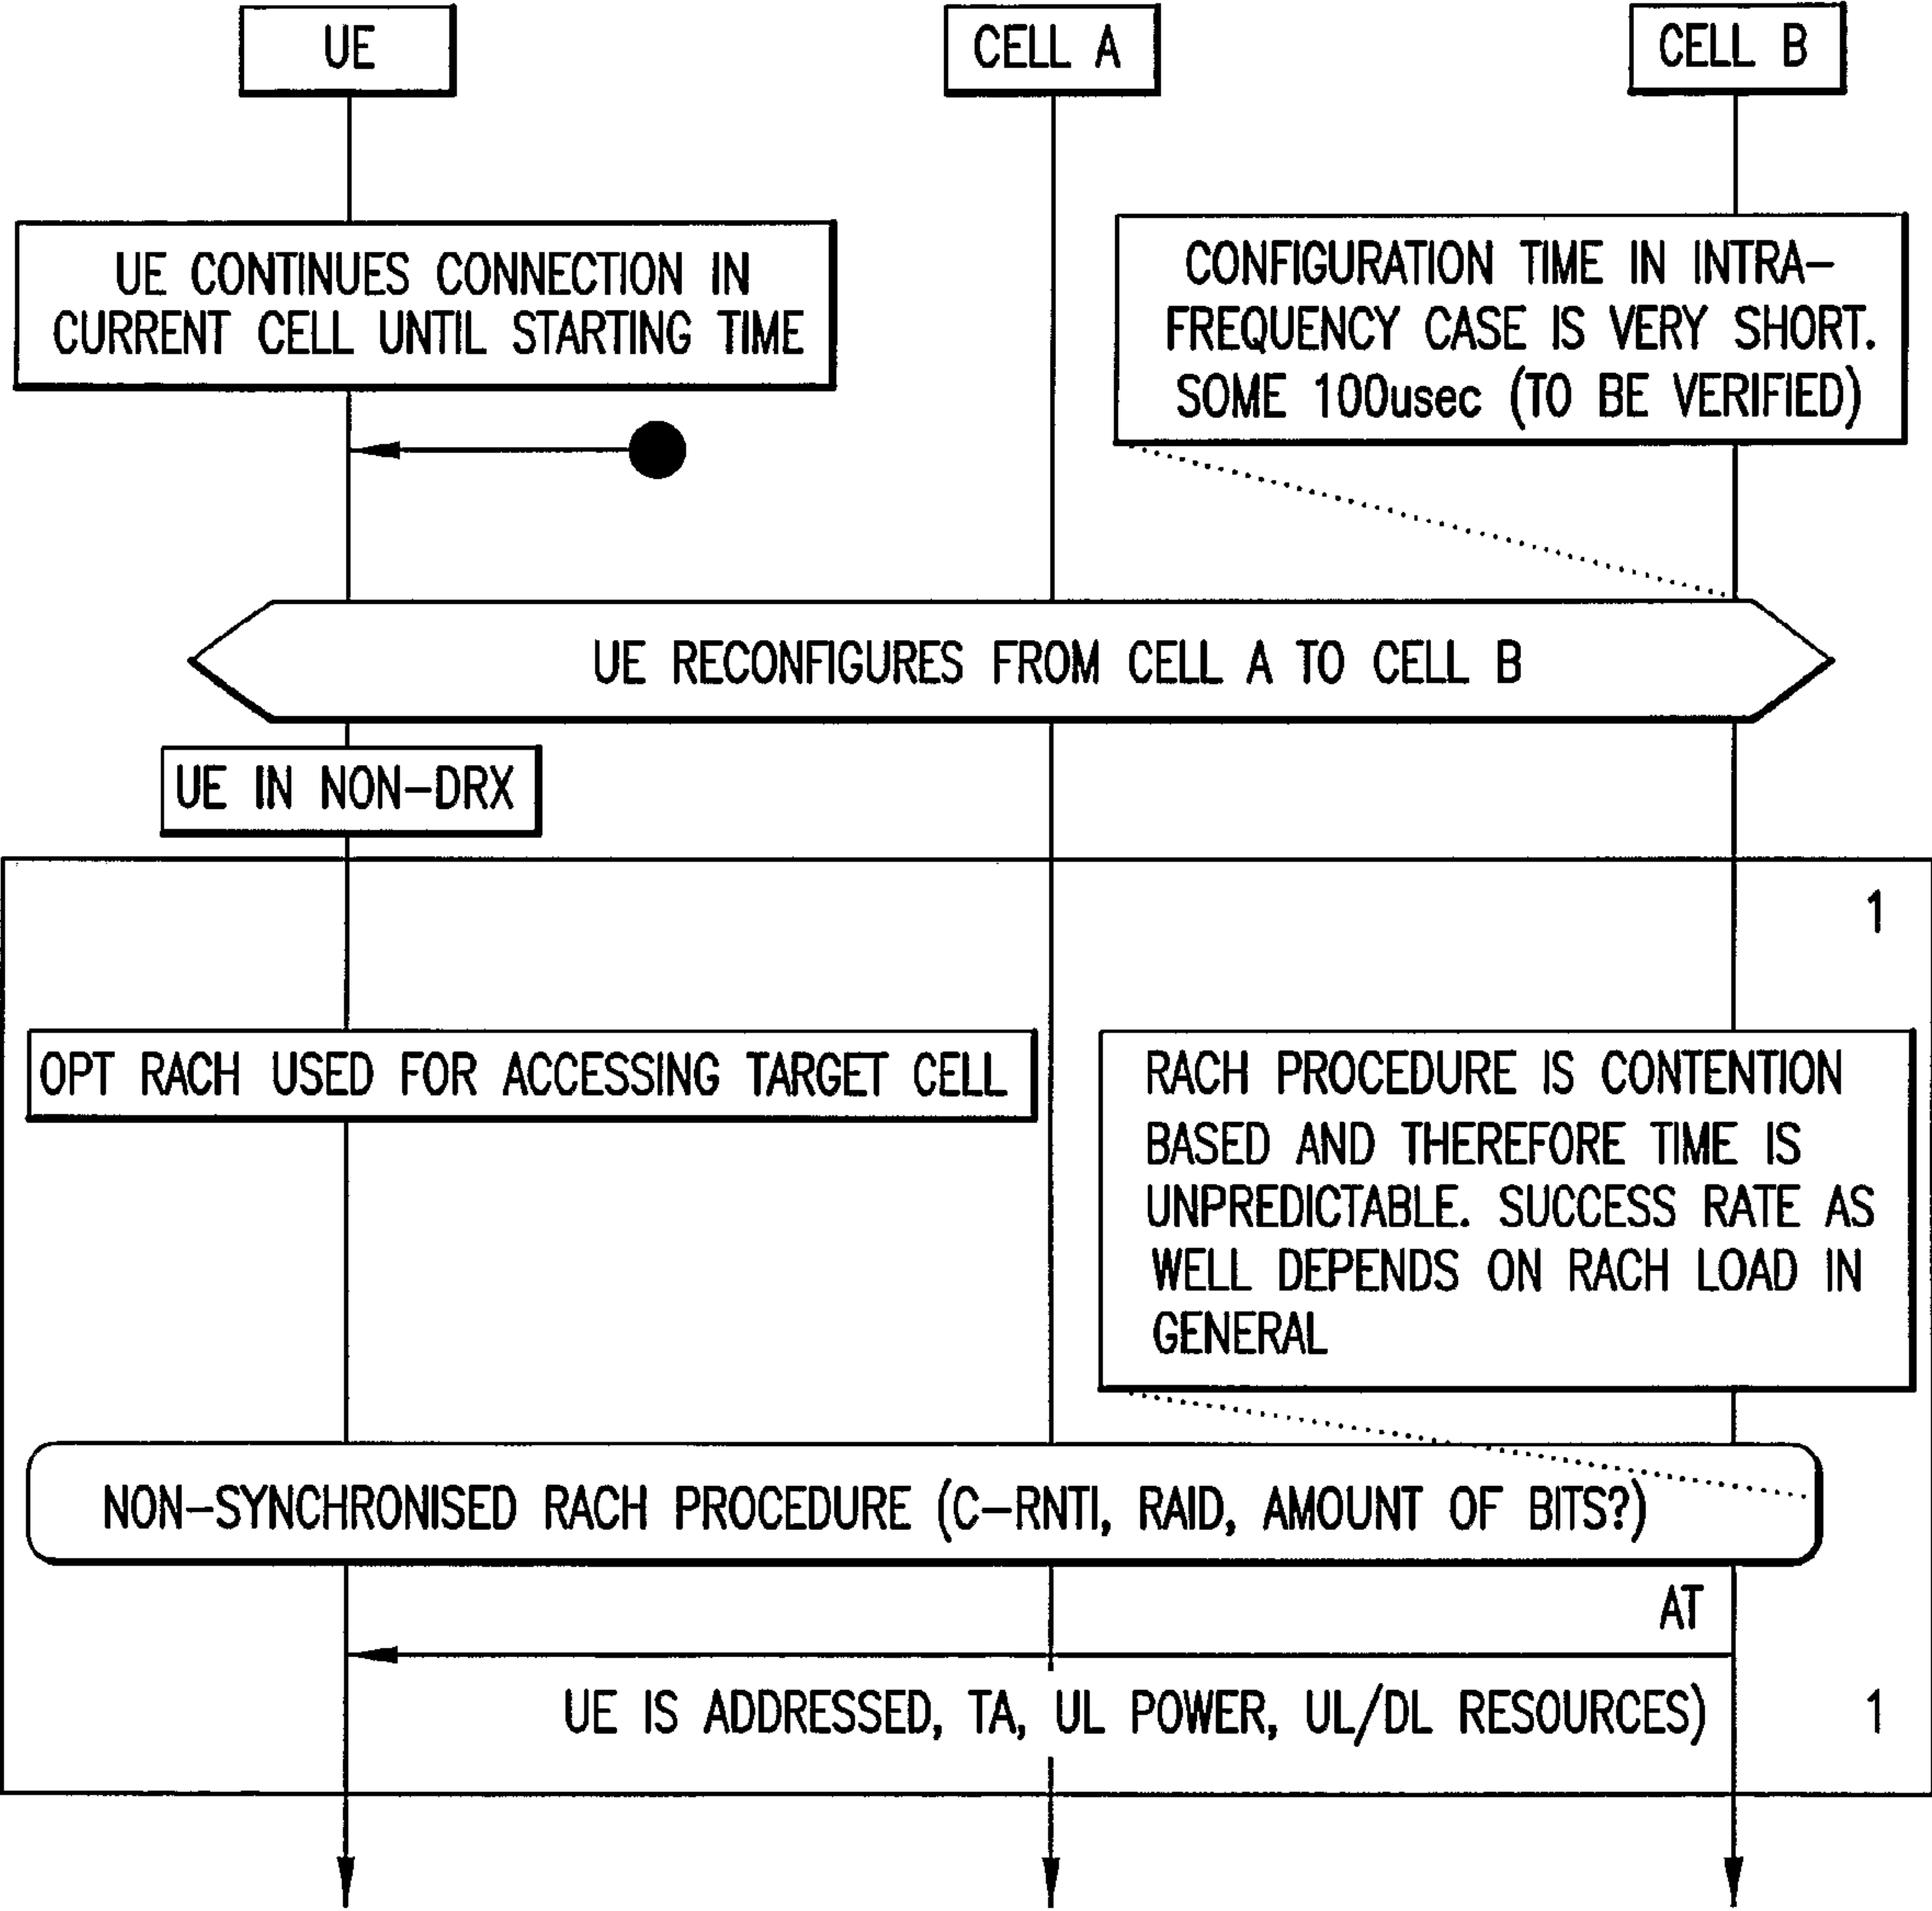 UE
CELL A
CELL B
UE CONTINUES CONNECTION IN
CURRENT CELL UNTIL STARTING TIME
CONFIGURATION TIME IN INTRA-
FREQUENCY CASE IS VERY SHORT.
SOME 100usec (TO BE VERIFIED)
UE RECONFIGURES FROM CELL A TO CELL B
UE IN NON-DRX
1
OPT RACH USED FOR ACCESSING TARGET CELL
RACH PROCEDURE IS CONTENTION
BASED AND THEREFORE TIME IS
UNPREDICTABLE. SUCCESS RATE AS
WELL DEPENDS ON RACH LOAD IN
GENERAL
NON-SYNCHRONISED RACH PROCEDURE (C-RNTI, RAID, AMOUNT OF BITS?)
AT
UE IS ADDRESSED, TA, UL POWER, UL/DL RESOURCES)
1